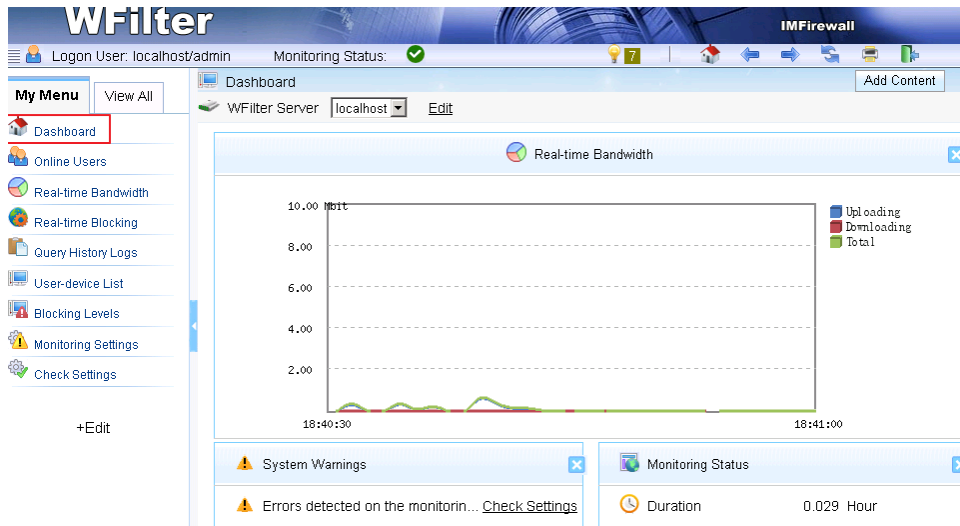 WFilter
IMFirewall
Logon User: localhost/admin Monitoring Status: 7
My Menu View All
Dashboard Add Content
WFilter Server localhost Edit
Dashboard
Online Users
Real-time Bandwidth
Real-time Blocking
Query History Logs
User-device List
Blocking Levels
Monitoring Settings
Check Settings
+Edit
Real-time Bandwidth
10.00 Mbit
8.00
6.00
4.00
2.00
18:40:30 18:41:00
Uploading
Downloading
Total
System Warnings
Errors detected on the monitorin... Check Settings
Monitoring Status
Duration 0.029 Hour